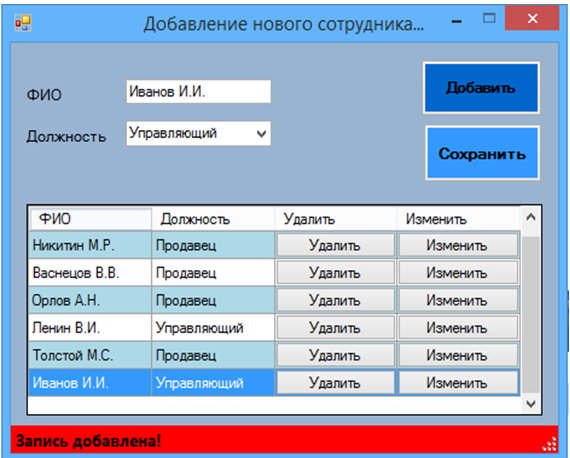 Добавление нового сотрудника...
ФИО Иванов И.И. Добавить
Должность Управляющий Сохранить
ФИО Должность Удалить Изменить
Никитин М.Р. Продавец Удалить Изменить
Васнецов В.В. Продавец Удалить Изменить
Орлов А.Н. Продавец Удалить Изменить
Ленин В.И. Управляющий Удалить Изменить
Толстой М.С. Продавец Удалить Изменить
Иванов И.И. Управляющий Удалить Изменить
Запись добавлена!